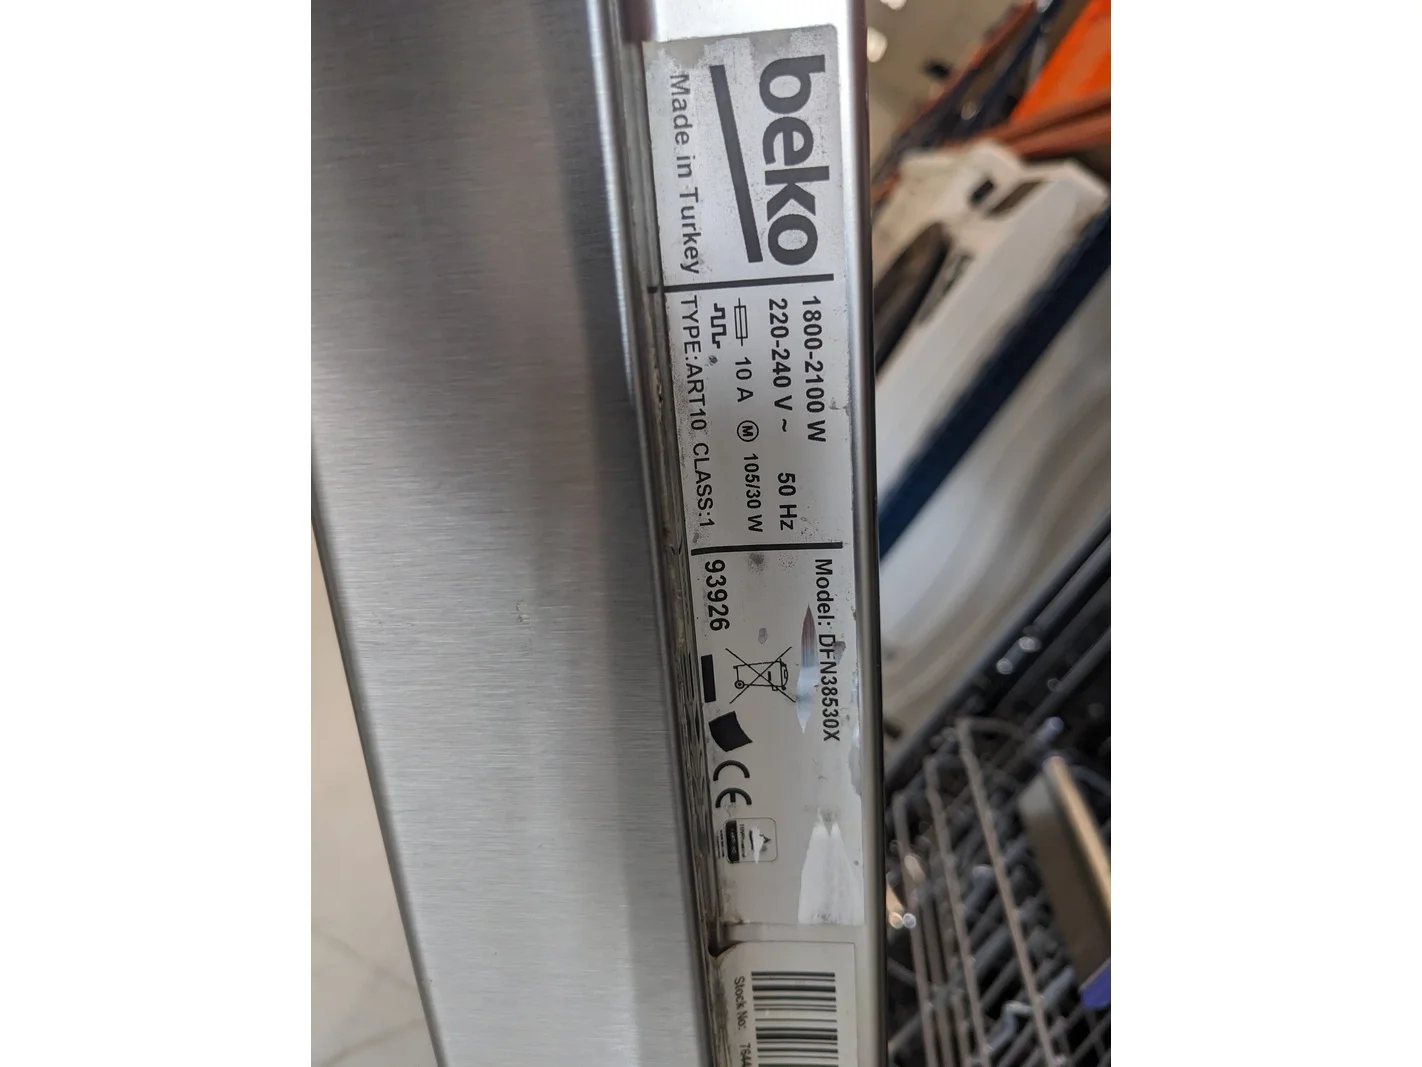 beko
Made in Turkey
1800-2100 W
220-240 V ~ 50 Hz
10 A M 105/30 W
TYPE:ART10 CLASS:1
Model: DFN38530X
93926
CE
Stock No: 7644